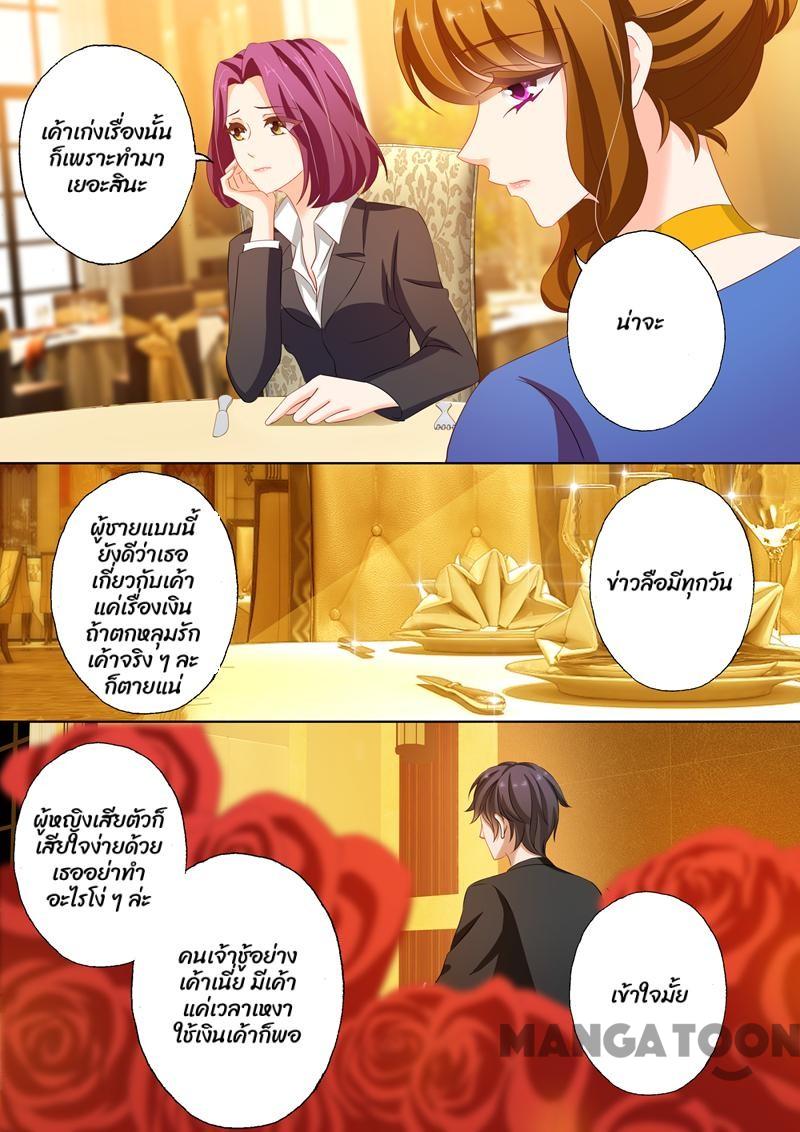 เค้าเก่งเรื่องนั้น
ก็เพราะทำมา
เยอะสินะ
น่าจะ
ผู้ชายแบบนี้
ยังดีว่าเธอ
เกี่ยวกับเค้า
แค่เรื่องเงิน
ถ้าตกหลุมรัก
เค้าจริง ๆ ละ
ก็ตายแน่
ข่าวลือมีทุกวัน
ผู้หญิงเสียตัวก็
เสียใจง่ายด้วย
เธออย่าทำ
อะไรโง่ ๆ ล่ะ
คนเจ้าชู้อย่าง
เค้าเนี่ย มีเค้า
แค่เวลาเหงา
ใช้เงินเค้าก็พอ
เข้าใจมั้ย
MANGATOON